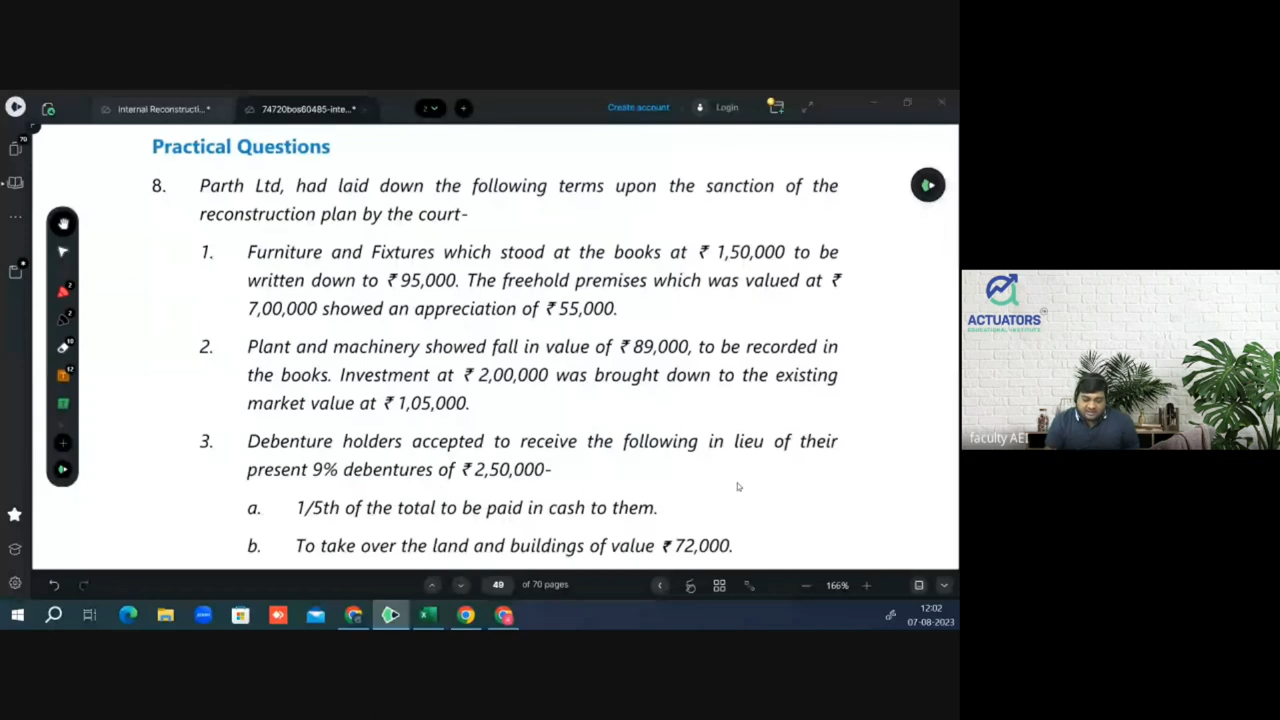 Internal Reconstructi... *
74720bos60485-inte... *
2
Create account
Login
Practical Questions
8. Parth Ltd, had laid down the following terms upon the sanction of the
reconstruction plan by the court-
1. Furniture and Fixtures which stood at the books at ₹ 1,50,000 to be
written down to ₹ 95,000. The freehold premises which was valued at ₹
7,00,000 showed an appreciation of ₹ 55,000.
2. Plant and machinery showed fall in value of ₹ 89,000, to be recorded in
the books. Investment at ₹ 2,00,000 was brought down to the existing
market value at ₹ 1,05,000.
3. Debenture holders accepted to receive the following in lieu of their
present 9% debentures of ₹ 2,50,000-
a. 1/5th of the total to be paid in cash to them.
b. To take over the land and buildings of value ₹ 72,000.
49 of 70 pages
166%
12:02
07-08-2023
ACTUATORS
EDUCATIONAL INSTITUTE
faculty AEI